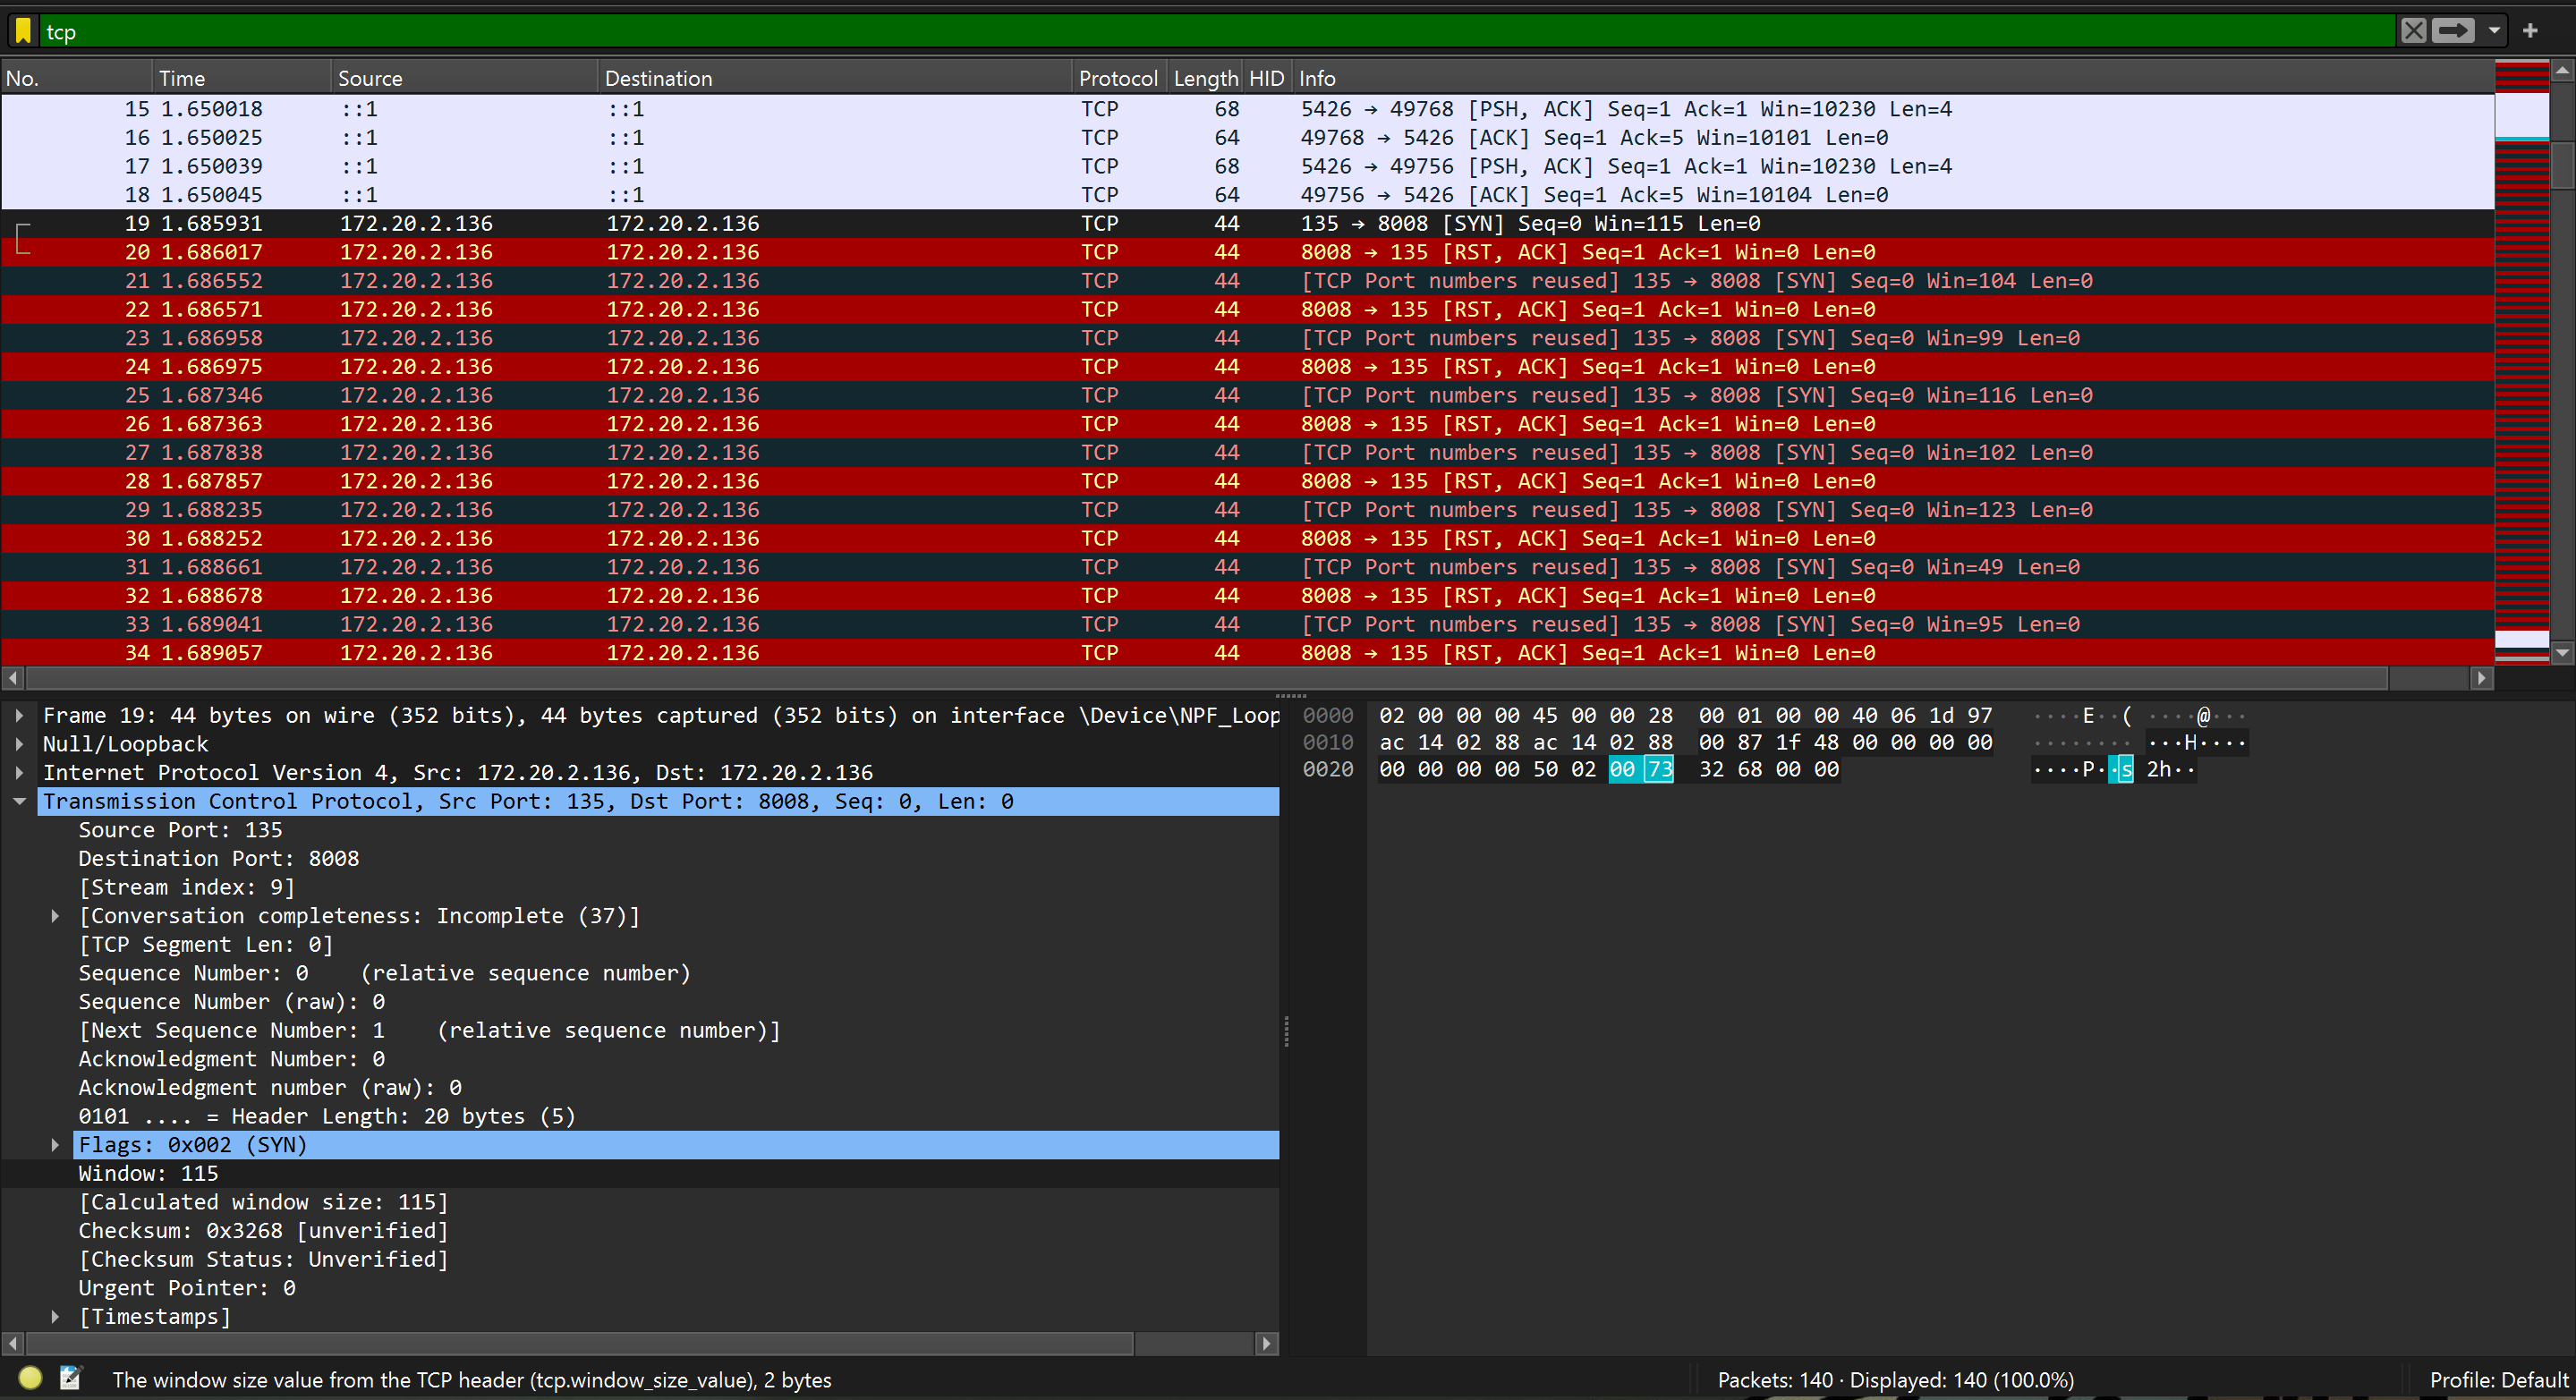 tcp
No. Time Source Destination Protocol Length HID Info
15 1.650018 ::1 ::1 TCP 68 5426 → 49768 [PSH, ACK] Seq=1 Ack=1 Win=10230 Len=4
16 1.650025 ::1 ::1 TCP 64 49768 → 5426 [ACK] Seq=1 Ack=5 Win=10101 Len=0
17 1.650039 ::1 ::1 TCP 68 5426 → 49756 [PSH, ACK] Seq=1 Ack=1 Win=10230 Len=4
18 1.650045 ::1 ::1 TCP 64 49756 → 5426 [ACK] Seq=1 Ack=5 Win=10104 Len=0
19 1.685931 172.20.2.136 172.20.2.136 TCP 44 135 → 8008 [SYN] Seq=0 Win=115 Len=0
20 1.686017 172.20.2.136 172.20.2.136 TCP 44 8008 → 135 [RST, ACK] Seq=1 Ack=1 Win=0 Len=0
21 1.686552 172.20.2.136 172.20.2.136 TCP 44 [TCP Port numbers reused] 135 → 8008 [SYN] Seq=0 Win=104 Len=0
22 1.686571 172.20.2.136 172.20.2.136 TCP 44 8008 → 135 [RST, ACK] Seq=1 Ack=1 Win=0 Len=0
23 1.686958 172.20.2.136 172.20.2.136 TCP 44 [TCP Port numbers reused] 135 → 8008 [SYN] Seq=0 Win=99 Len=0
24 1.686975 172.20.2.136 172.20.2.136 TCP 44 8008 → 135 [RST, ACK] Seq=1 Ack=1 Win=0 Len=0
25 1.687346 172.20.2.136 172.20.2.136 TCP 44 [TCP Port numbers reused] 135 → 8008 [SYN] Seq=0 Win=116 Len=0
26 1.687363 172.20.2.136 172.20.2.136 TCP 44 8008 → 135 [RST, ACK] Seq=1 Ack=1 Win=0 Len=0
27 1.687838 172.20.2.136 172.20.2.136 TCP 44 [TCP Port numbers reused] 135 → 8008 [SYN] Seq=0 Win=102 Len=0
28 1.687857 172.20.2.136 172.20.2.136 TCP 44 8008 → 135 [RST, ACK] Seq=1 Ack=1 Win=0 Len=0
29 1.688235 172.20.2.136 172.20.2.136 TCP 44 [TCP Port numbers reused] 135 → 8008 [SYN] Seq=0 Win=123 Len=0
30 1.688252 172.20.2.136 172.20.2.136 TCP 44 8008 → 135 [RST, ACK] Seq=1 Ack=1 Win=0 Len=0
31 1.688661 172.20.2.136 172.20.2.136 TCP 44 [TCP Port numbers reused] 135 → 8008 [SYN] Seq=0 Win=49 Len=0
32 1.688678 172.20.2.136 172.20.2.136 TCP 44 8008 → 135 [RST, ACK] Seq=1 Ack=1 Win=0 Len=0
33 1.689041 172.20.2.136 172.20.2.136 TCP 44 [TCP Port numbers reused] 135 → 8008 [SYN] Seq=0 Win=95 Len=0
34 1.689057 172.20.2.136 172.20.2.136 TCP 44 8008 → 135 [RST, ACK] Seq=1 Ack=1 Win=0 Len=0
Frame 19: 44 bytes on wire (352 bits), 44 bytes captured (352 bits) on interface \Device\NPF_Loop
Null/Loopback
Internet Protocol Version 4, Src: 172.20.2.136, Dst: 172.20.2.136
Transmission Control Protocol, Src Port: 135, Dst Port: 8008, Seq: 0, Len: 0
Source Port: 135
Destination Port: 8008
[Stream index: 9]
[Conversation completeness: Incomplete (37)]
[TCP Segment Len: 0]
Sequence Number: 0 (relative sequence number)
Sequence Number (raw): 0
[Next Sequence Number: 1 (relative sequence number)]
Acknowledgment Number: 0
Acknowledgment number (raw): 0
0101 .... = Header Length: 20 bytes (5)
Flags: 0x002 (SYN)
Window: 115
[Calculated window size: 115]
Checksum: 0x3268 [unverified]
[Checksum Status: Unverified]
Urgent Pointer: 0
[Timestamps]
0000 02 00 00 00 45 00 00 28 00 01 00 00 40 06 1d 97 ····E··( ····@···
0010 ac 14 02 88 ac 14 02 88 00 87 1f 48 00 00 00 00 ········ ···H····
0020 00 00 00 00 50 02 00 73 32 68 00 00 ····P··s 2h··
The window size value from the TCP header (tcp.window_size_value), 2 bytes
Packets: 140 · Displayed: 140 (100.0%)
Profile: Default